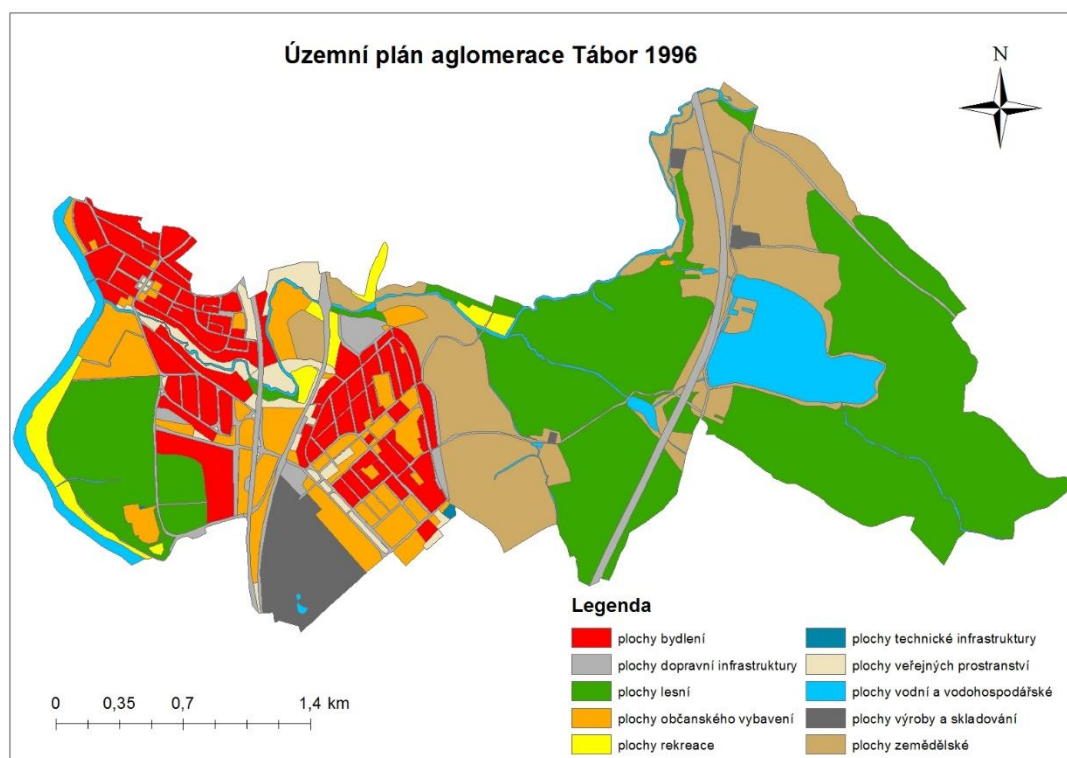 Územní plán aglomerace Tábor 1996
N
Legenda
plochy bydlení
plochy dopravní infrastruktury
plochy lesní
plochy občanského vybavení
plochy rekreace
plochy technické infrastruktury
plochy veřejných prostranství
plochy vodní a vodohospodářské
plochy výroby a skladování
plochy zemědělské
0 0,35 0,7 1,4 km